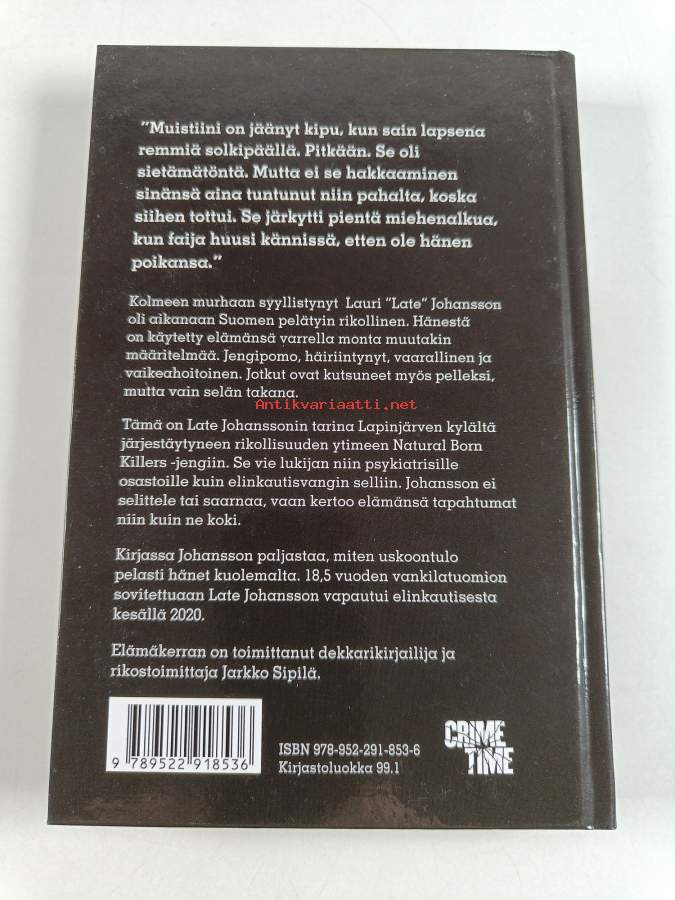 "Muistiini on jäänyt kipu, kun sain lapsena
remmiä solkipäällä. Pitkään. Se oli
sietämätöntä. Mutta ei se hakkaaminen
sinänsä aina tuntunut niin pahalta, koska
siihen tottui. Se järkytti pientä miehenalkua,
kun faija huusi kännissä, etten ole hänen
poikansa."
Kolmeen murhaan syyllistynyt Lauri "Late" Johansson
oli aikanaan Suomen pelätyin rikollinen. Hänestä
on käytetty elämänsä varrella monta muutakin
määritelmää. Jengipomo, häiriintynyt, vaarallinen ja
vaikeahoitoinen. Jotkut ovat kutsuneet myös pelleksi,
mutta vain selän takana.
Antikvariaatti.net
Tämä on Late Johanssonin tarina Lapinjärven kylältä
järjestäytyneen rikollisuuden ytimeen Natural Born
Killers -jengiin. Se vie lukijan niin psykiatrisille
osastoille kuin elinkautisvangin selliin. Johansson ei
selittele tai saarnaa, vaan kertoo elämänsä tapahtumat
niin kuin ne koki.
Kirjassa Johansson paljastaa, miten uskoontulo
pelasti hänet kuolemalta. 18,5 vuoden vankilatuomion
sovitettuaan Late Johansson vapautui elinkautisesta
kesällä 2020.
Elämäkerran on toimittanut dekkarikirjailija ja
rikostoimittaja Jarkko Sipilä.
9 789522 918536
ISBN 978-952-291-853-6
Kirjastoluokka 99.1
CRIME
TIME